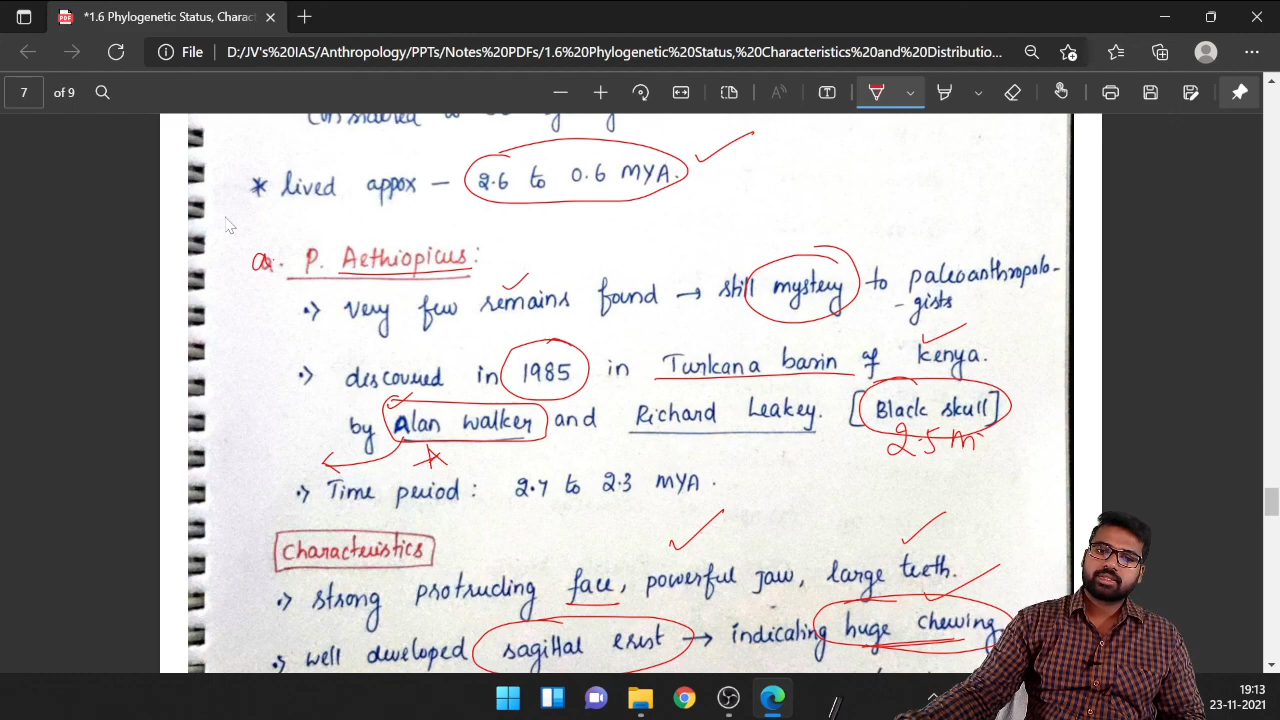 *1.6 Phylogenetic Status, Charact
File D:/JV's%20IAS/Anthropology/PPTs/Notes%20PDFs/1.6%20Phylogenetic%20Status,%20Characteristics%20and%20Distributio...
7 of 9
* lived appox - 2.6 to 0.6 MYA.
a. P. Aethiopicus:
very few remains found → still mystery to paleoanthropolo-
-gists
discovered in 1985 in Turkana basin of kenya.
by Alan walker and Richard Leakey. [Black skull]
2.5 m
Time period: 2.7 to 2.3 MYA.
Characteristics
strong protruding face, powerful jaw, large teeth.
well developed sagittal crest → indicating huge chewing
19:13
23-11-2021